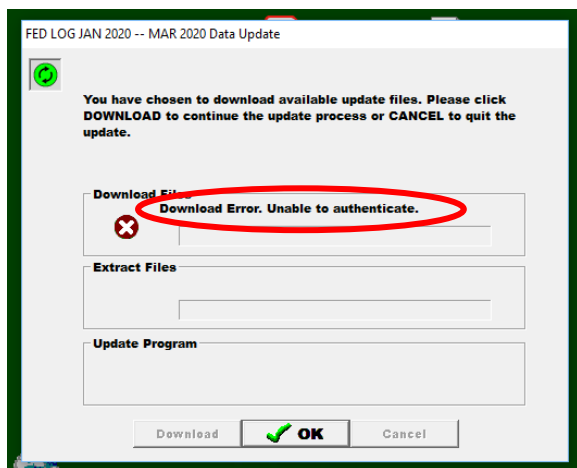 FED LOG JAN 2020 -- MAR 2020 Data Update
You have chosen to download available update files. Please click
DOWNLOAD to continue the update process or CANCEL to quit the
update.
Download Files
Download Error. Unable to authenticate.
Extract Files
Update Program
Download
OK
Cancel